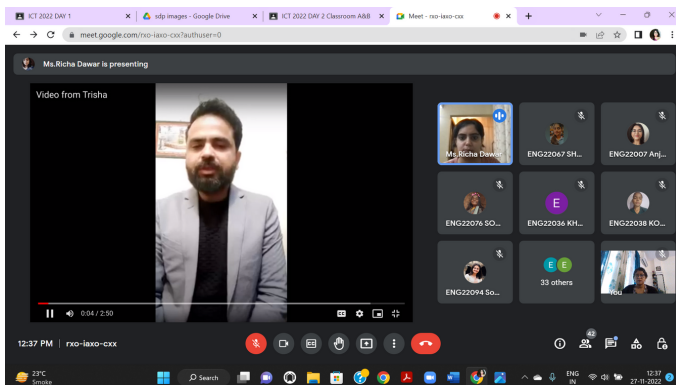 ICT 2022 DAY 1
sdp images - Google Drive
ICT 2022 DAY 2 Classroom A&B
Meet - rxo-iaxo-cxx
meet.google.com/rxo-iaxo-cxx?authuser=0
Ms.Richa Dawar is presenting
Video from Trisha
0:04 / 2:50
Ms.Richa Dawar
ENG22067 SH...
ENG22007 Anj...
ENG22076 SO...
E
ENG22036 KH...
ENG22038 KO...
ENG22094 So...
E E
33 others
You
12:37 PM | rxo-iaxo-cxx
42
23°C
Smoke
Search
ENG
IN
12:37
27-11-2022